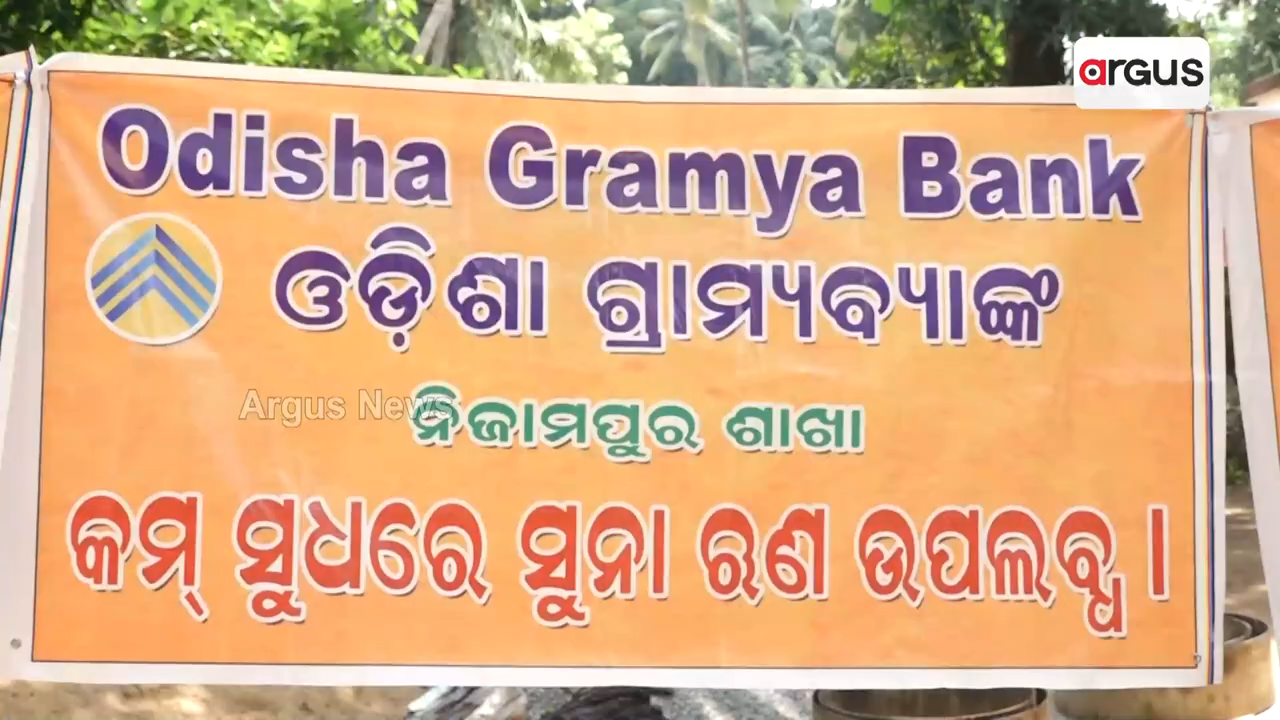 argus
Odisha Gramya Bank
ଓଡ଼ିଶା ଗ୍ରାମ୍ୟବ୍ୟାଙ୍କ
Argus News
ନିଜାମପୁର ଶାଖା
କମ୍ ସୁଧରେ ସୁନା ଋଣ ଉପଲବ୍ଧ ।